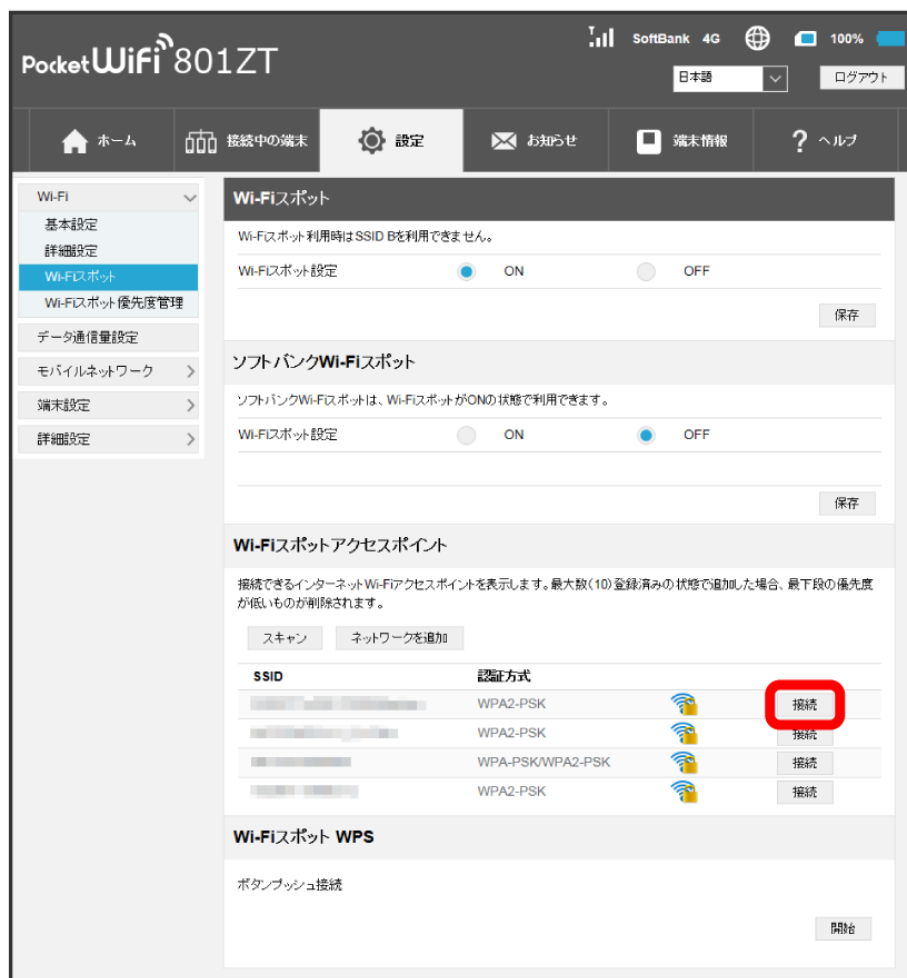 Pocket WiFi 801ZT
SoftBank 4G 100%
日本語 ログアウト
ホーム 接続中の端末 設定 お知らせ 端末情報 ? ヘルプ
Wi-Fi
基本設定
詳細設定
Wi-Fiスポット
Wi-Fiスポット優先度管理
データ通信量設定
モバイルネットワーク
端末設定
詳細設定
Wi-Fiスポット
Wi-Fiスポット利用時はSSID Bを利用できません。
Wi-Fiスポット設定 ON OFF
保存
ソフトバンクWi-Fiスポット
ソフトバンクWi-Fiスポットは、Wi-FiスポットがONの状態で利用できます。
Wi-Fiスポット設定 ON OFF
保存
Wi-Fiスポットアクセスポイント
接続できるインターネットWi-Fiアクセスポイントを表示します。最大数(10)登録済みの状態で追加した場合、最下段の優先度
が低いものが削除されます。
スキャン ネットワークを追加
SSID 認証方式
WPA2-PSK 接続
WPA2-PSK 接続
WPA-PSK/WPA2-PSK 接続
WPA2-PSK 接続
Wi-Fiスポット WPS
ボタンプッシュ接続
開始